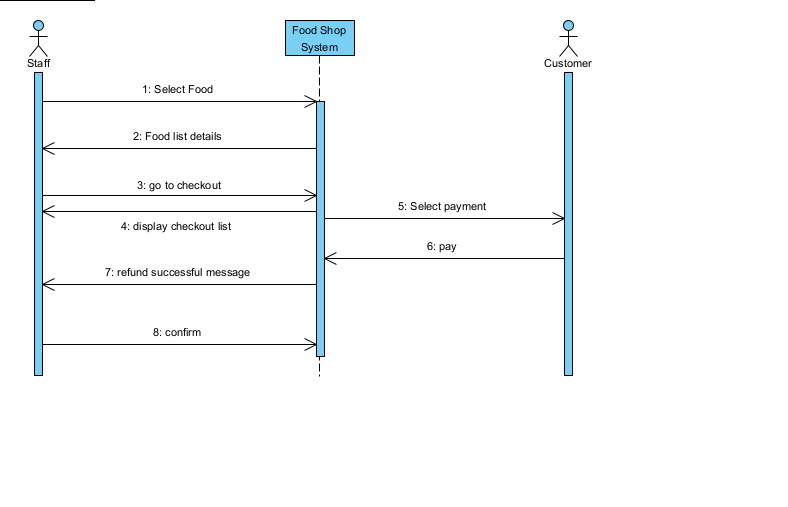 Food Shop
System
Staff
Customer
1: Select Food
2: Food list details
3: go to checkout
5: Select payment
4: display checkout list
6: pay
7: refund successful message
8: confirm